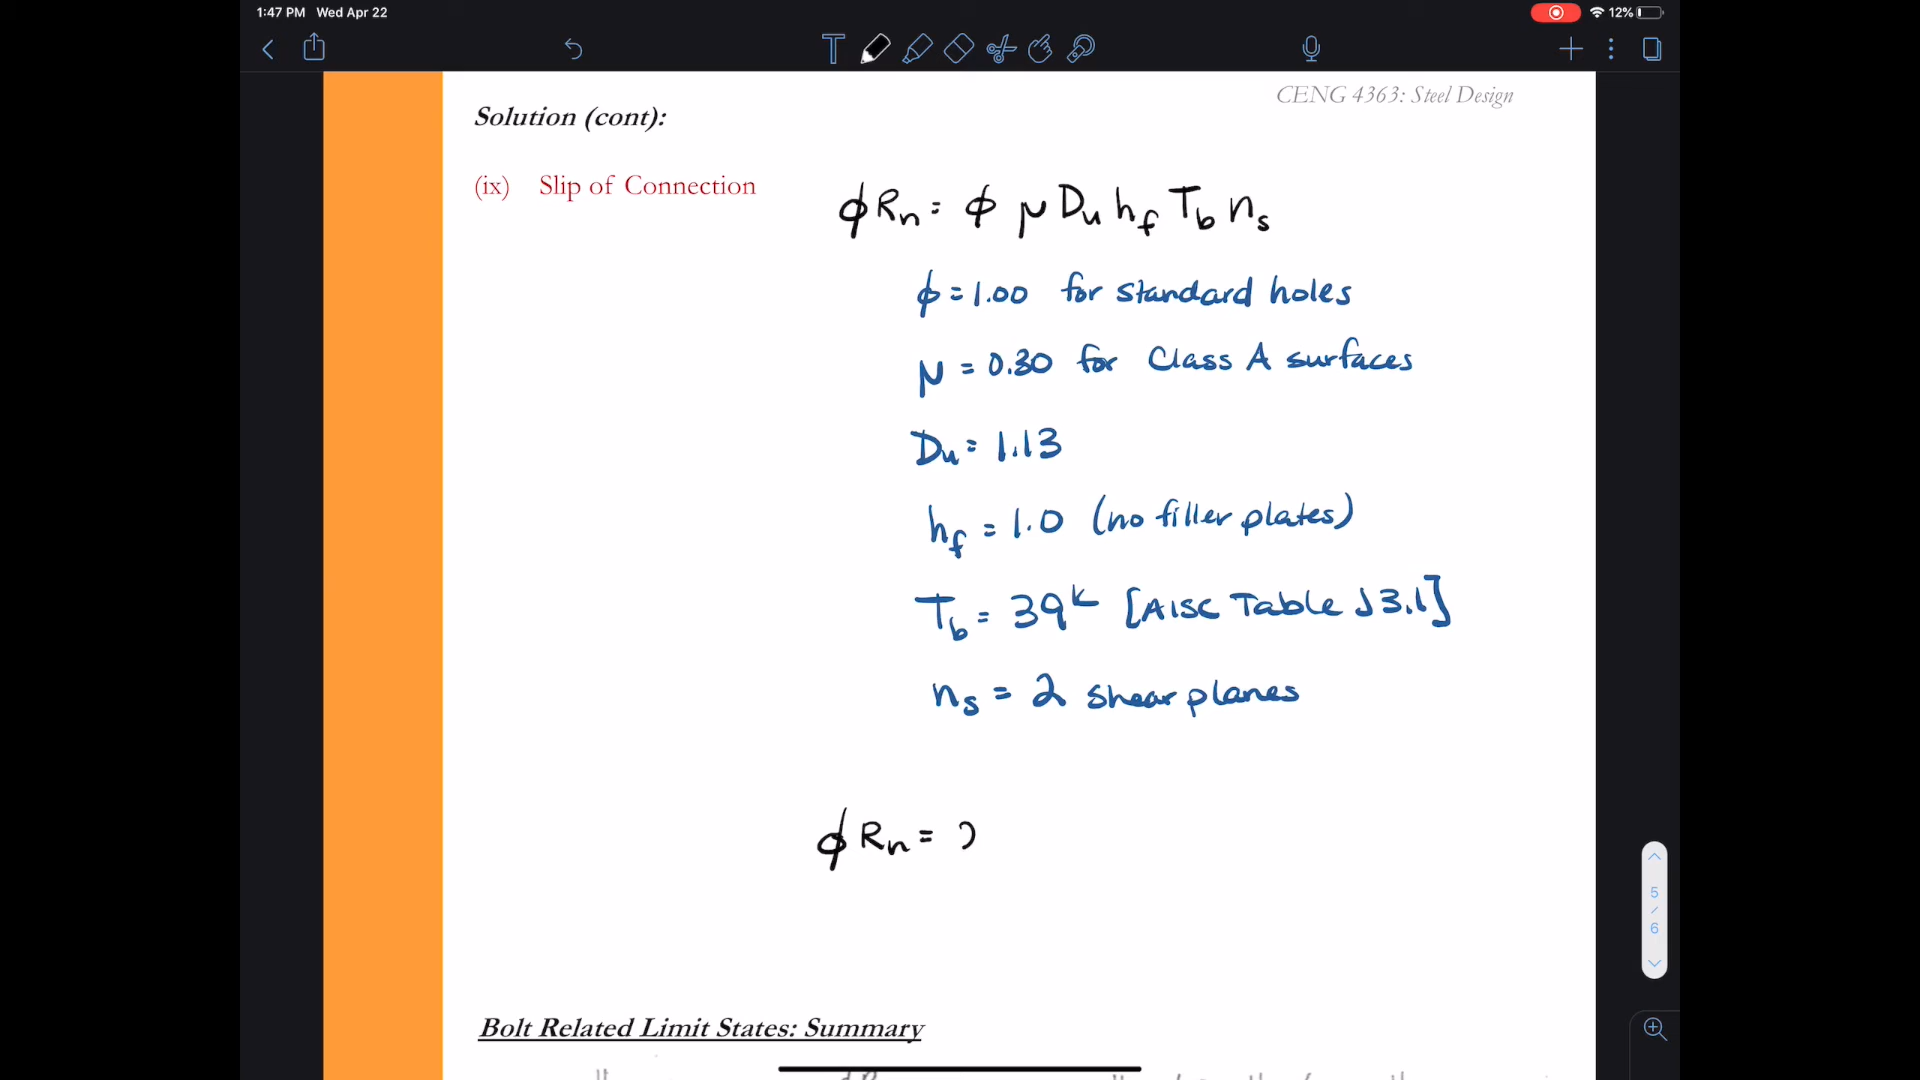 1:47 PM Wed Apr 22
12%
CENG 4363: Steel Design
Solution (cont):
(ix) Slip of Connection
ϕRn = ϕ μ Du hf Tb ns
ϕ = 1.00 for standard holes
μ = 0.30 for Class A surfaces
Du = 1.13
hf = 1.0 (no filler plates)
Tb = 39k [AISC Table J3.1]
ns = 2 shear planes
ϕRn =
5
/
6
Bolt Related Limit States: Summary